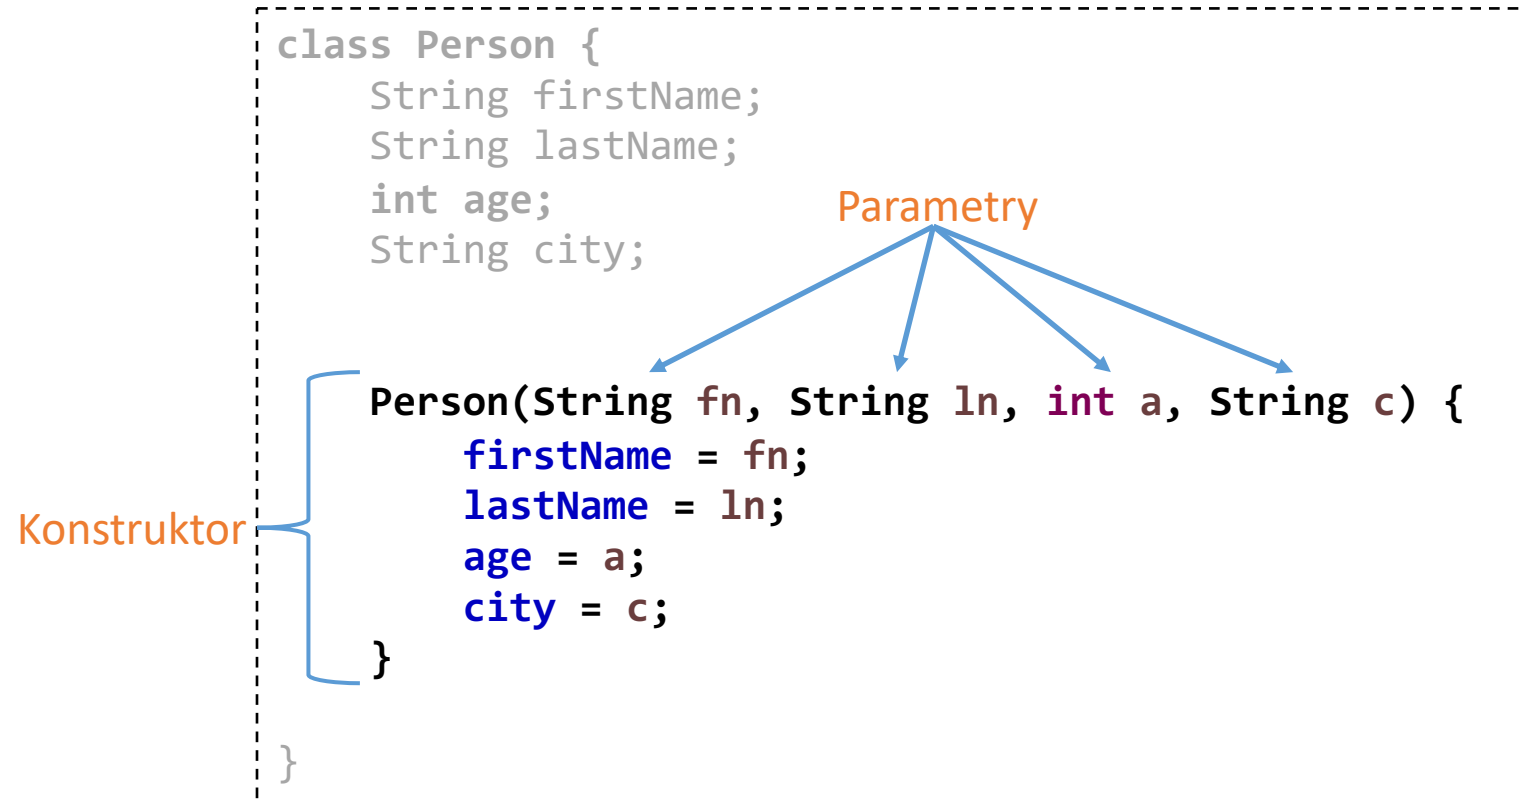 class Person {
String firstName;
String lastName;
int age;
String city;
Parametry
Person(String fn, String ln, int a, String c) {
firstName = fn;
lastName = ln;
Konstruktor
age = a;
city = c;
}
}